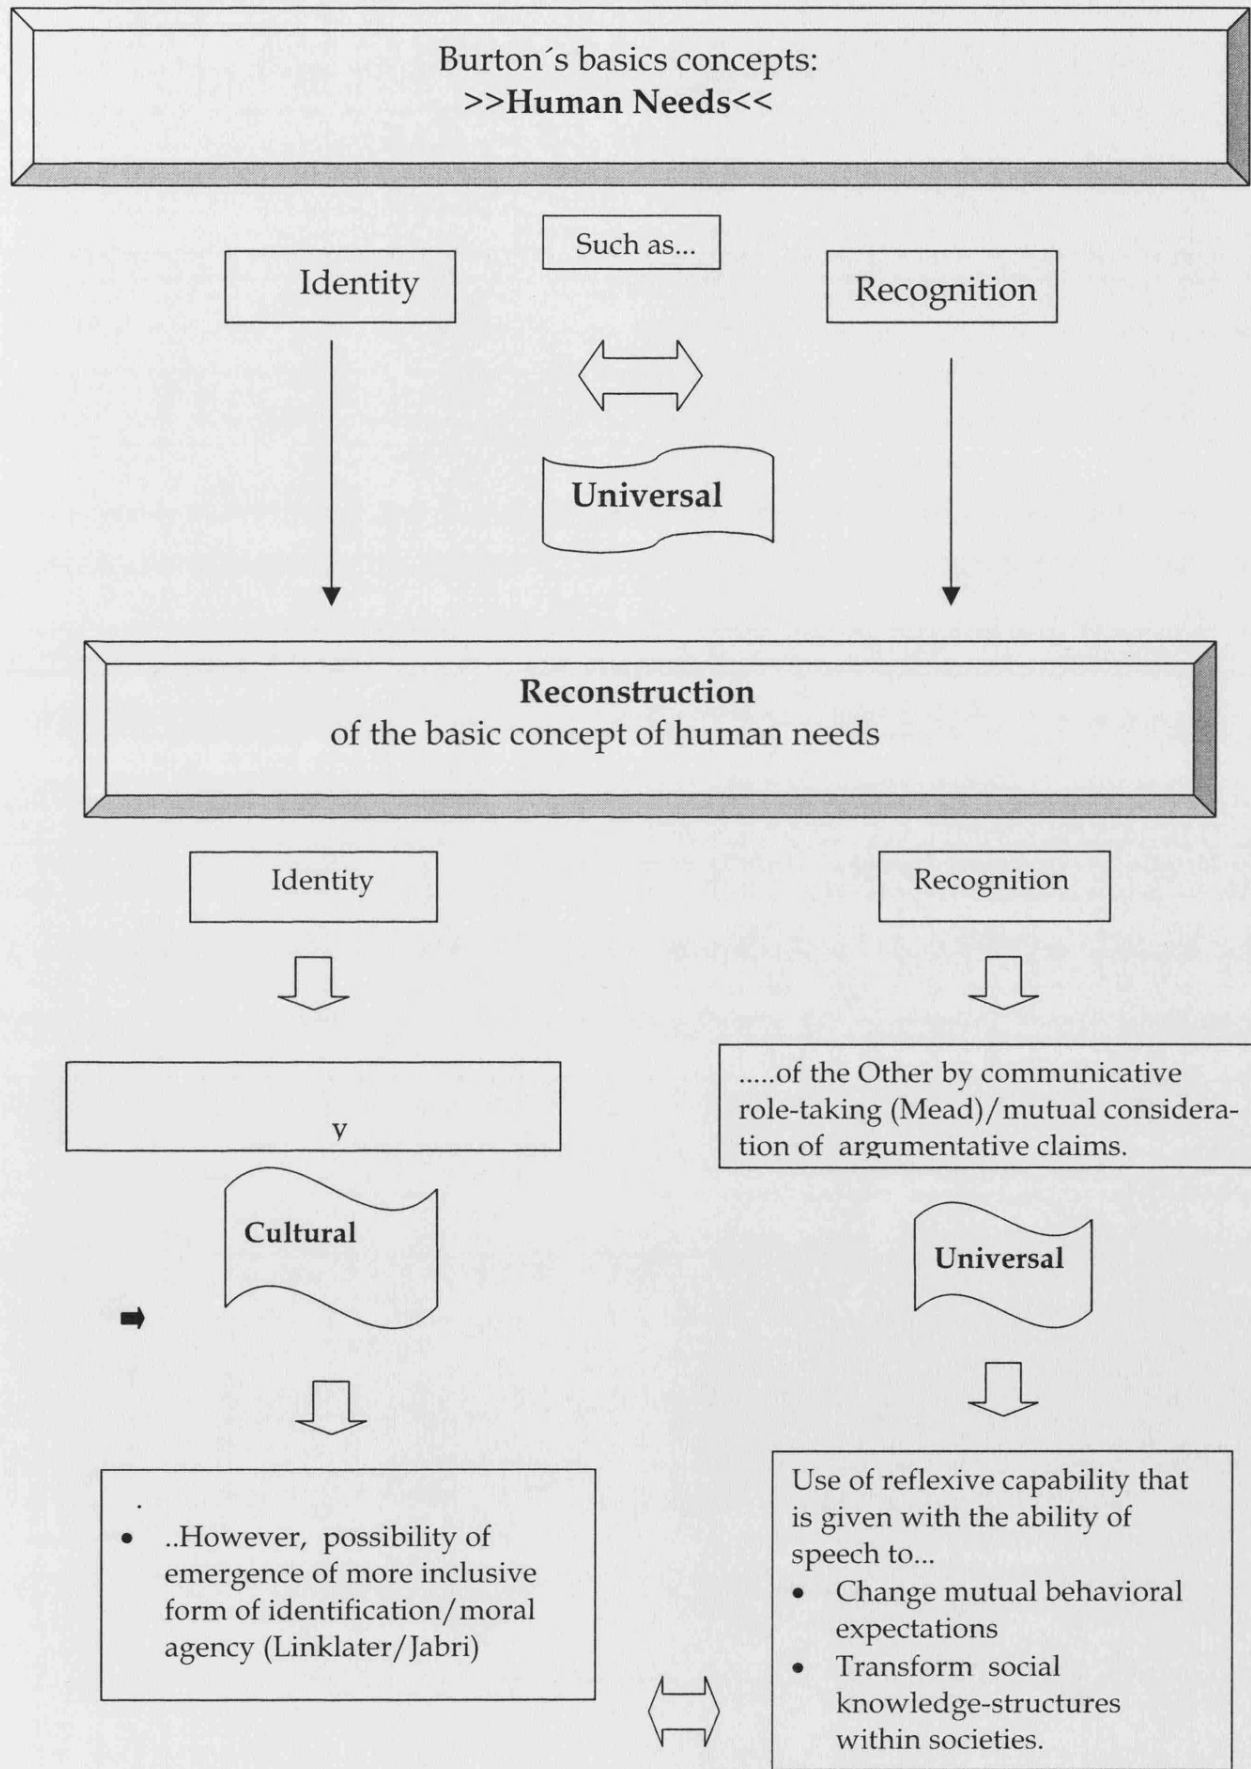 Burton´s basics concepts:
>>Human Needs<<
Such as...
Identity
Recognition
Universal
Reconstruction
of the basic concept of human needs
Identity
Recognition
y
.....of the Other by communicative
role-taking (Mead)/mutual considera-
tion of argumentative claims.
Cultural
Universal
.
• ..However, possibility of
emergence of more inclusive
form of identification/moral
agency (Linklater/Jabri)
Use of reflexive capability that
is given with the ability of
speech to...
• Change mutual behavioral
expectations
• Transform social
knowledge-structures
within societies.